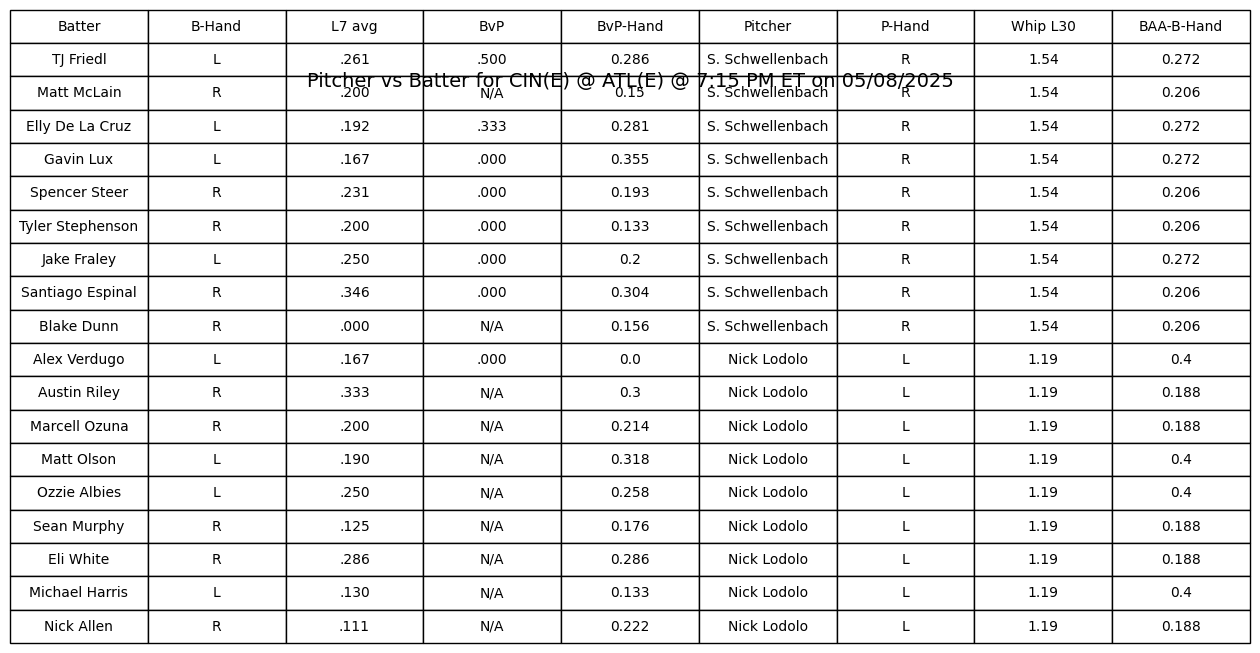 Batter B-Hand L7 avg BvP BvP-Hand Pitcher P-Hand Whip L30 BAA-B-Hand
TJ Friedl L .261 .500 0.286 S. Schwellenbach R 1.54 0.272
Pitcher vs Batter for CIN(E) @ ATL(E) @ 7:15 PM ET on 05/08/2025
Matt McLain R .200 N/A 0.15 S. Schwellenbach R 1.54 0.206
Elly De La Cruz L .192 .333 0.281 S. Schwellenbach R 1.54 0.272
Gavin Lux L .167 .000 0.355 S. Schwellenbach R 1.54 0.272
Spencer Steer R .231 .000 0.193 S. Schwellenbach R 1.54 0.206
Tyler Stephenson R .200 .000 0.133 S. Schwellenbach R 1.54 0.206
Jake Fraley L .250 .000 0.2 S. Schwellenbach R 1.54 0.272
Santiago Espinal R .346 .000 0.304 S. Schwellenbach R 1.54 0.206
Blake Dunn R .000 N/A 0.156 S. Schwellenbach R 1.54 0.206
Alex Verdugo L .167 .000 0.0 Nick Lodolo L 1.19 0.4
Austin Riley R .333 N/A 0.3 Nick Lodolo L 1.19 0.188
Marcell Ozuna R .200 N/A 0.214 Nick Lodolo L 1.19 0.188
Matt Olson L .190 N/A 0.318 Nick Lodolo L 1.19 0.4
Ozzie Albies L .250 N/A 0.258 Nick Lodolo L 1.19 0.4
Sean Murphy R .125 N/A 0.176 Nick Lodolo L 1.19 0.188
Eli White R .286 N/A 0.286 Nick Lodolo L 1.19 0.188
Michael Harris L .130 N/A 0.133 Nick Lodolo L 1.19 0.4
Nick Allen R .111 N/A 0.222 Nick Lodolo L 1.19 0.188